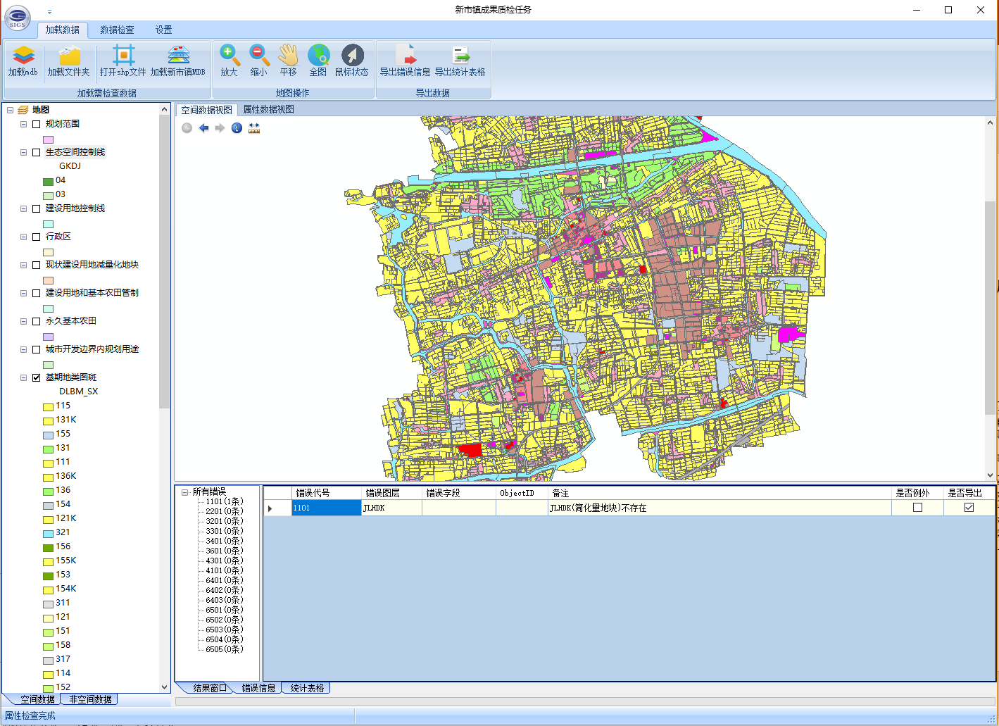 新市镇成果质检任务
SIGS
加载数据 数据检查 设置
加载mdb 加载文件夹 打开shp文件 加载新市镇MDB 放大 缩小 平移 全图 鼠标状态 导出错误信息 导出统计表格
加载需检查数据 地图操作 导出数据
地图
规划范围
生态空间控制线
GKDJ
04
03
建设用地控制线
行政区
现状建设用地减量化地块
建设用地和基本农田管制
永久基本农田
城市开发边界内规划用途
基期地类图斑
DLBM_SX
115
131K
155
131
111
136K
136
154
121K
321
156
155K
153
154K
311
121
151
158
317
114
152
空间数据 非空间数据
空间数据视图 属性数据视图
所有错误
1101(1条)
2201(0条)
3201(0条)
3301(0条)
3401(0条)
3601(0条)
4301(0条)
4101(0条)
6401(0条)
6402(0条)
6403(0条)
6501(0条)
6502(0条)
6503(0条)
6504(0条)
6505(0条)
错误代号 错误图层 错误字段 ObjectID 备注 是否例外 是否导出
1101 JLHDK JLHDK(简化量地块)不存在
结果窗口 错误信息 统计表格
属性检查完成